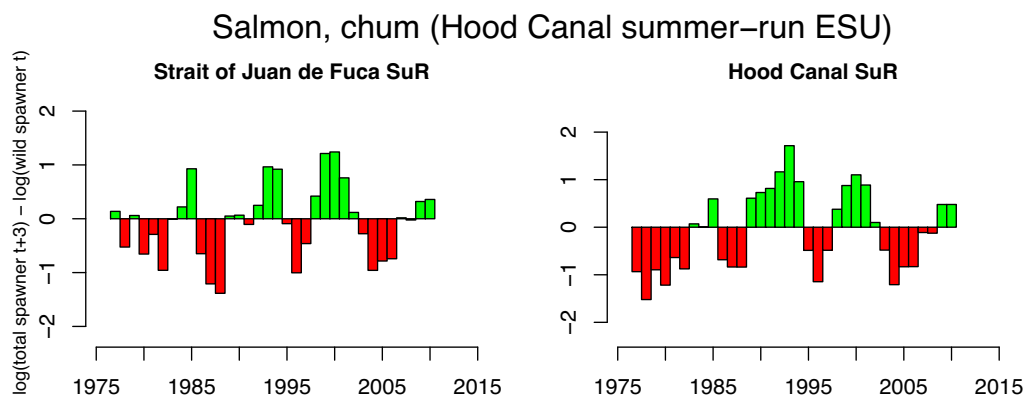 Salmon, chum (Hood Canal summer−run ESU)
Strait of Juan de Fuca SuR
log(total spawner t+3) − log(wild spawner t)
2
1
0
−1
−2
1975 1985 1995 2005 2015
Hood Canal SuR
2
1
0
−1
−2
1975 1985 1995 2005 2015